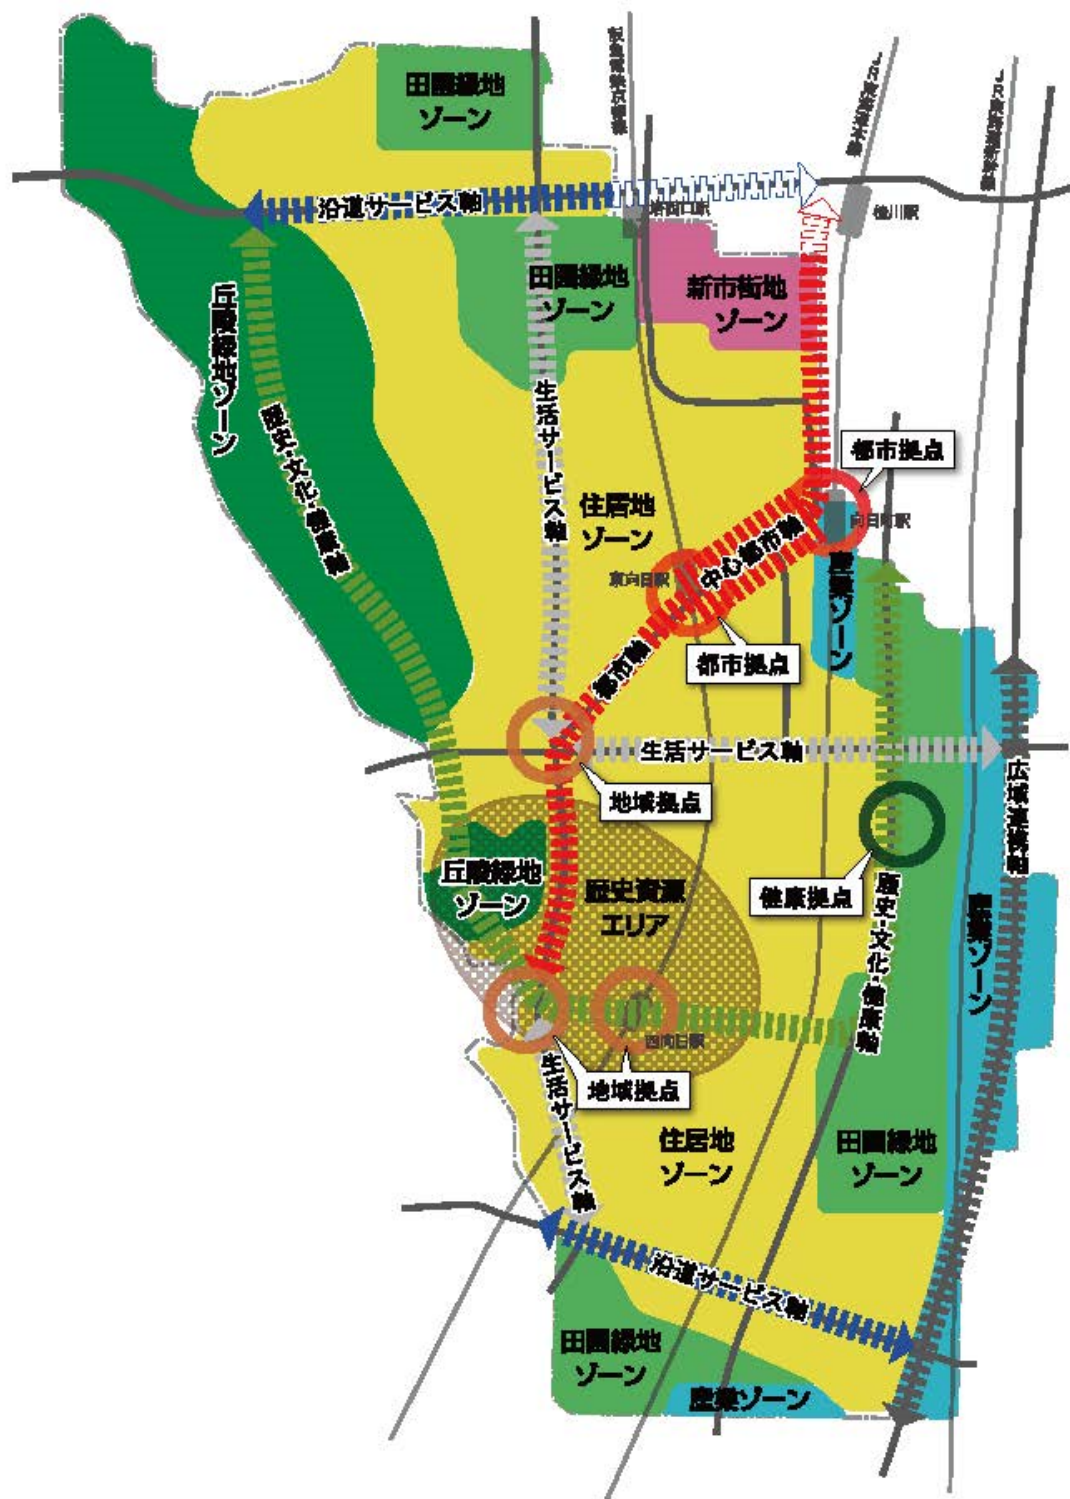 田園緑地
ゾーン
沿道サービス軸
洛西口駅
桂川駅
田園緑地
ゾーン
新市街地
ゾーン
丘陵緑地ゾーン
生活サービス軸
歴史・文化・健康軸
都市拠点
住居地
ゾーン
向日町駅
中心都市軸
東向日駅
産業ゾーン
都市拠点
都市軸
生活サービス軸
地域拠点
広域連携軸
丘陵緑地
ゾーン
歴史資源
エリア
健康拠点
歴史・文化・健康軸
産業ゾーン
西向日駅
地域拠点
生活サービス軸
住居地
ゾーン
田園緑地
ゾーン
沿道サービス軸
田園緑地
ゾーン
産業ゾーン